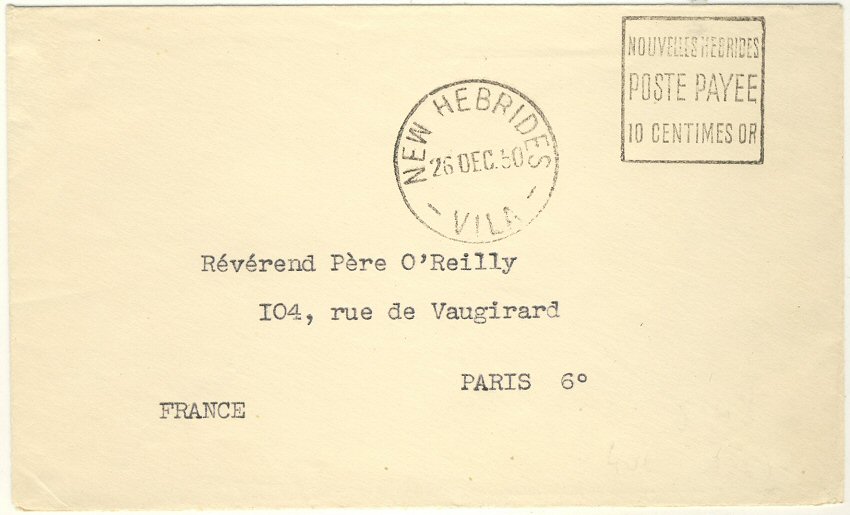 NOUVELLES HEBRIDES
POSTE PAYEE
10 CENTIMES OR
NEW HEBRIDES
26 DEC. 50
- VILA -
Révérend Père O'Reilly
IO4, rue de Vaugirard
PARIS 6°
FRANCE